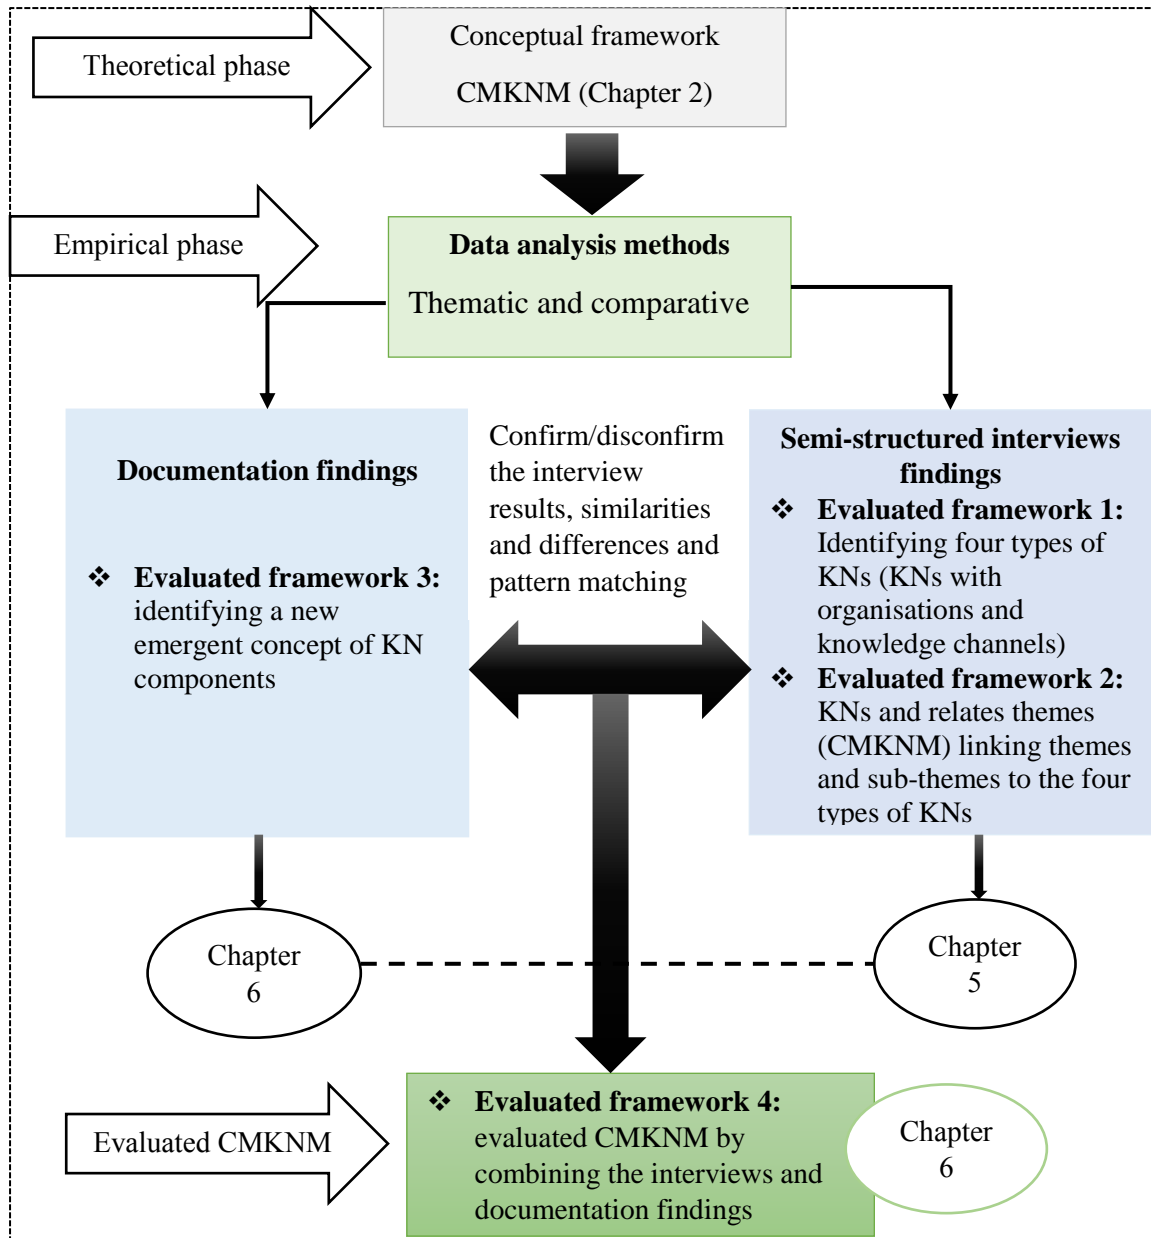 Theoretical phase
Conceptual framework
CMKNM (Chapter 2)
Empirical phase
Data analysis methods
Thematic and comparative
Documentation findings
❖ Evaluated framework 3:
identifying a new
emergent concept of KN
components
Confirm/disconfirm
the interview
results, similarities
and differences and
pattern matching
Semi-structured interviews
findings
❖ Evaluated framework 1:
Identifying four types of
KNs (KNs with
organisations and
knowledge channels)
❖ Evaluated framework 2:
KNs and relates themes
(CMKNM) linking themes
and sub-themes to the four
types of KNs
Chapter
6
Chapter
5
Evaluated CMKNM
❖ Evaluated framework 4:
evaluated CMKNM by
combining the interviews and
documentation findings
Chapter
6